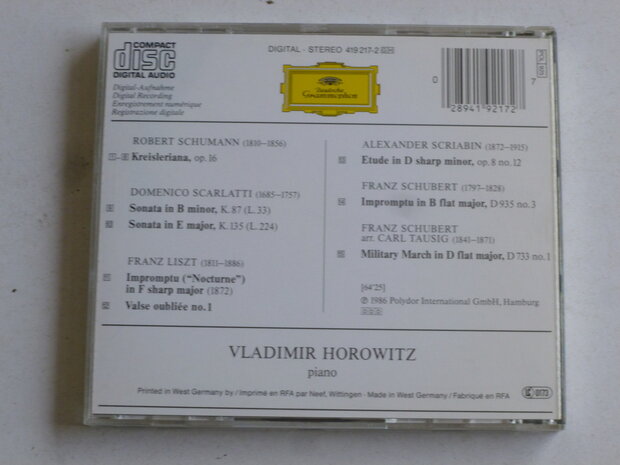 COMPACT
disc
DIGITAL AUDIO
Digital-Aufnahme
Digital Recording
Enregistrement numérique
Registrazione digitale
DIGITAL · STEREO 419 217-2 GH
Deutsche
Grammophon
0
28941 92172
7
ROBERT SCHUMANN (1810–1856)
Kreisleriana, op. 16
DOMENICO SCARLATTI (1685–1757)
Sonata in B minor, K. 87 (L. 33)
Sonata in E major, K. 135 (L. 224)
FRANZ LISZT (1811–1886)
Impromptu (“Nocturne”)
in F sharp major (1872)
Valse oubliée no. 1
ALEXANDER SCRIABIN (1872–1915)
Etude in D sharp minor, op. 8 no. 12
FRANZ SCHUBERT (1797–1828)
Impromptu in B flat major, D 935 no. 3
FRANZ SCHUBERT
arr. CARL TAUSIG (1841–1871)
Military March in D flat major, D 733 no. 1
[64'25]
℗ 1986 Polydor International GmbH, Hamburg
VLADIMIR HOROWITZ
piano
Printed in West Germany by / Imprimé en RFA par Neef, Wittingen · Made in West Germany / Fabriqué en RFA
0173